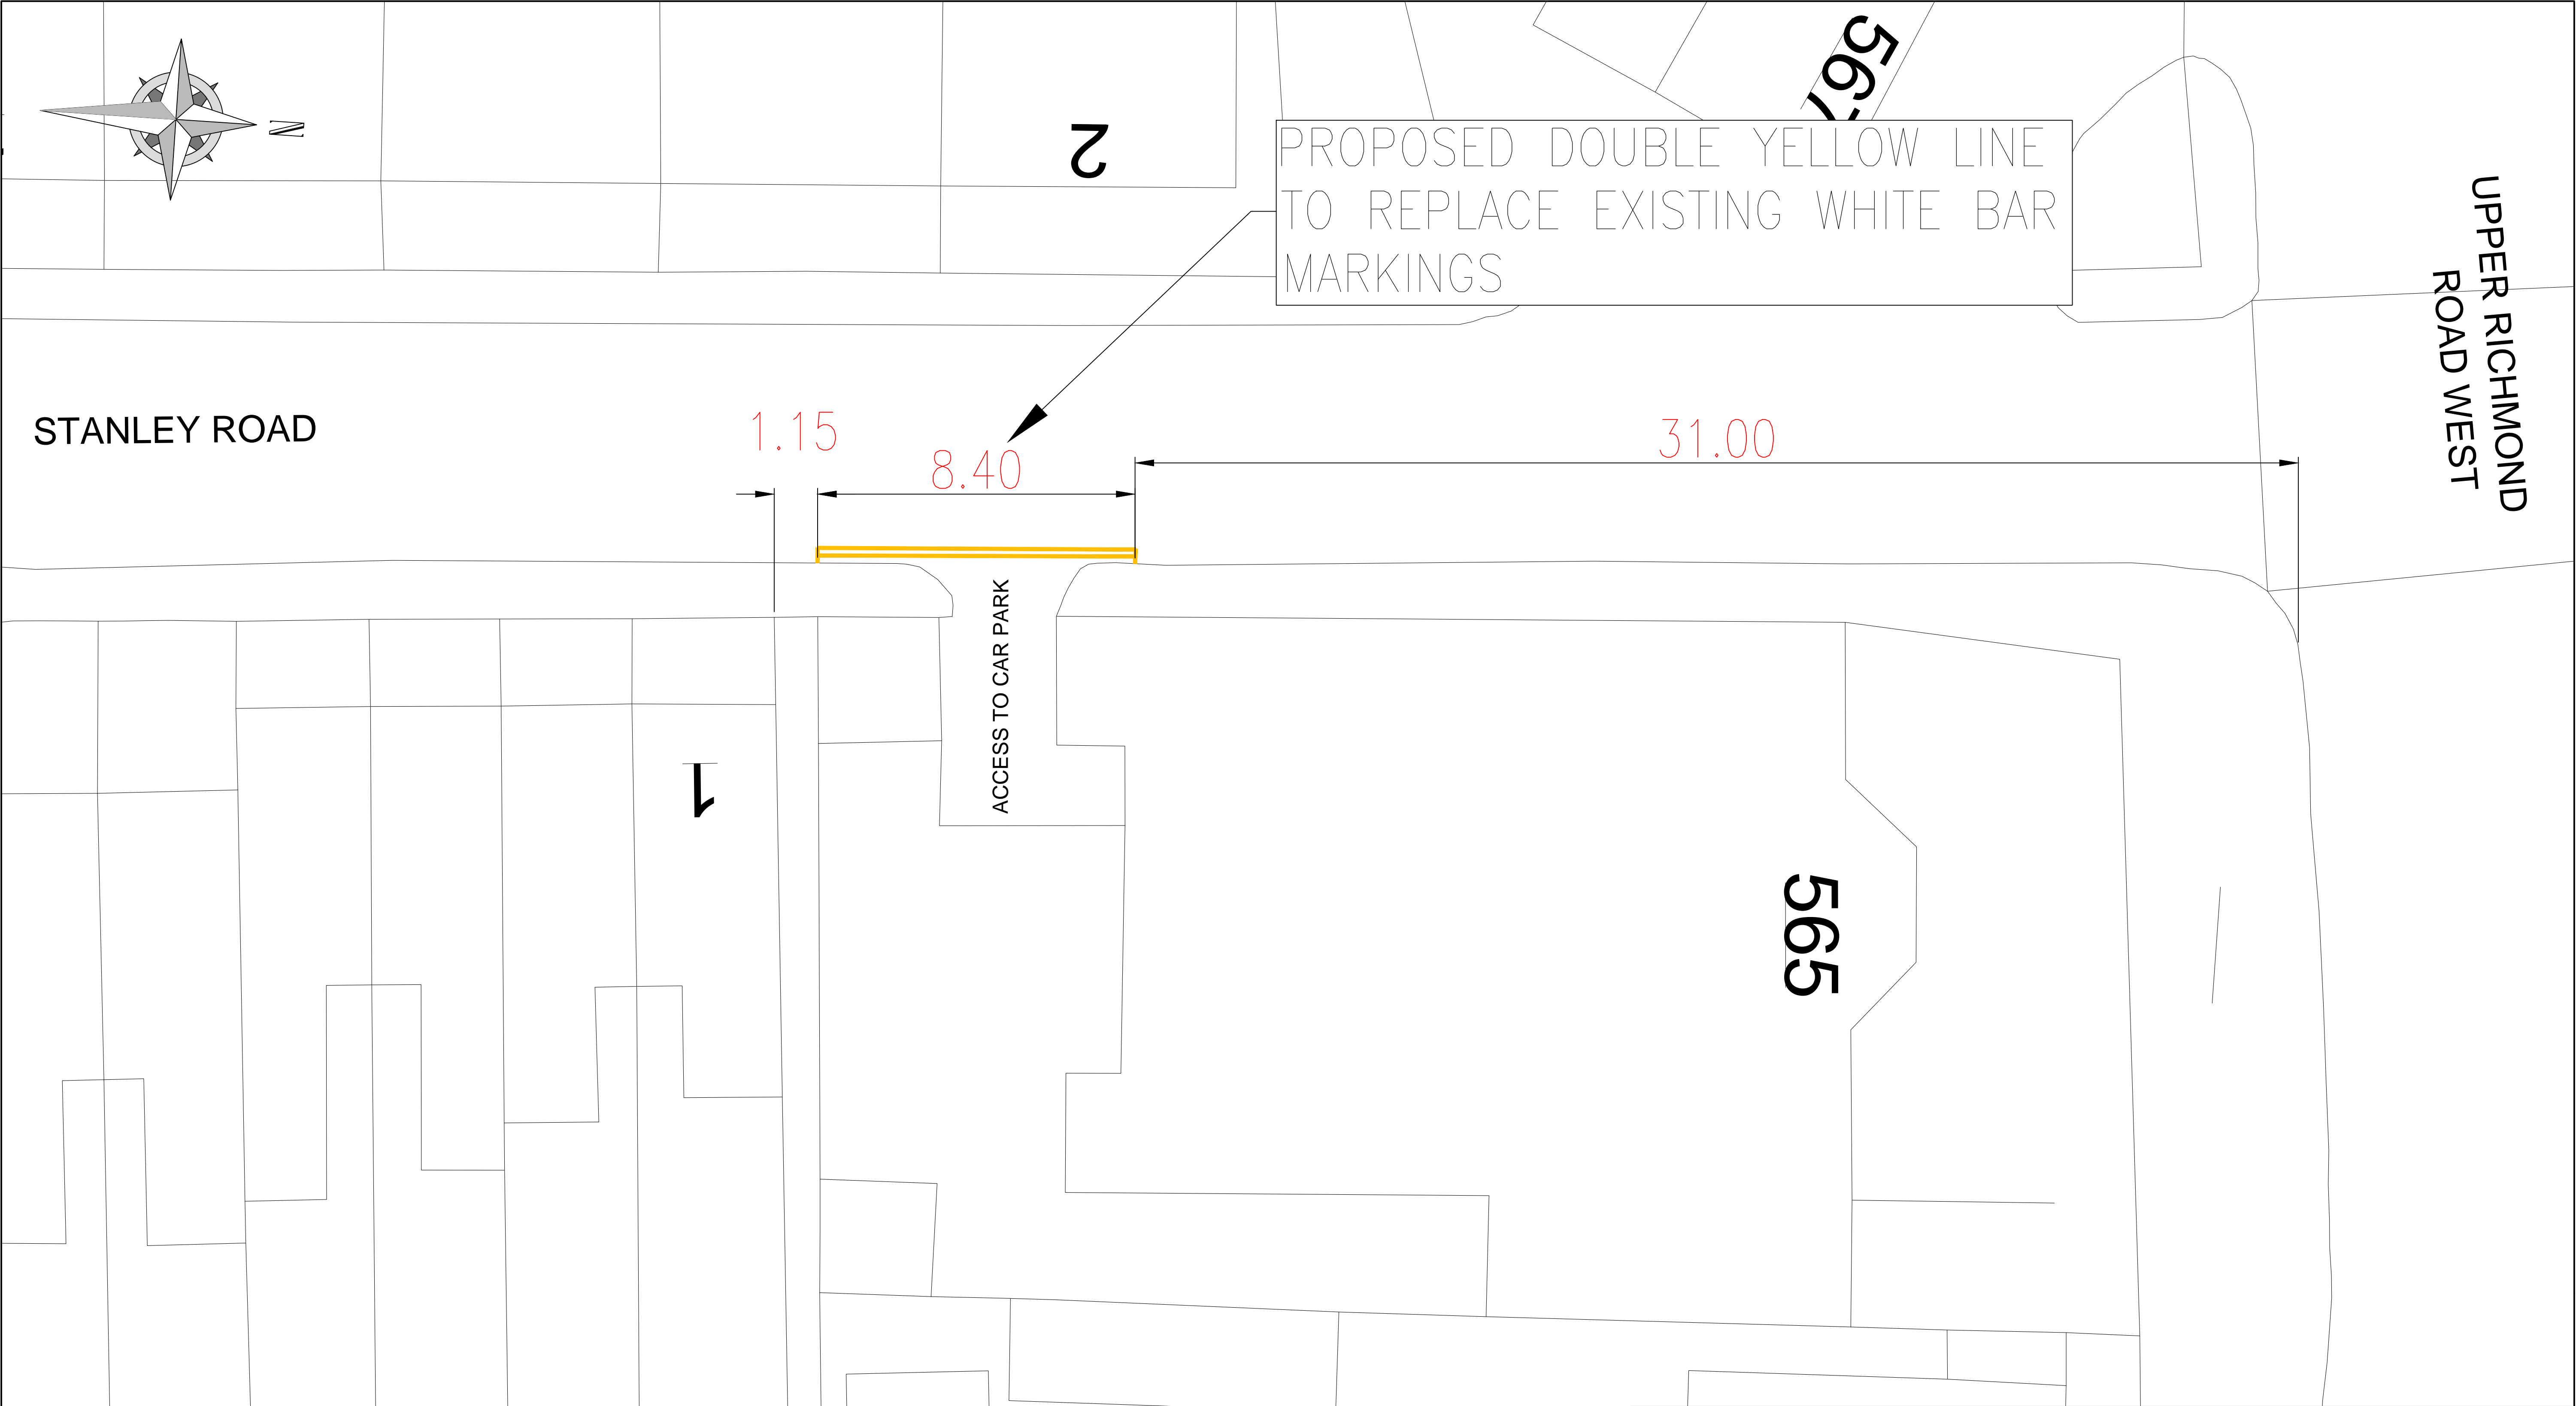 N
2
567
PROPOSED DOUBLE YELLOW LINE
TO REPLACE EXISTING WHITE BAR
MARKINGS
UPPER RICHMOND
ROAD WEST
STANLEY ROAD
1.15
8.40
31.00
ACCESS TO CAR PARK
1
565